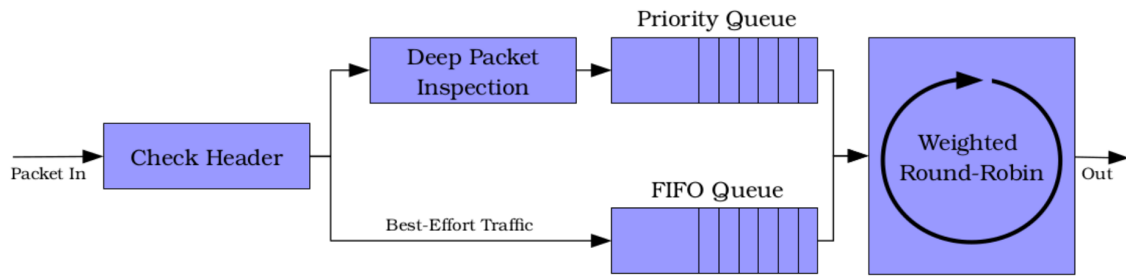 Packet In
Check Header
Deep Packet
Inspection
Priority Queue
Best-Effort Traffic
FIFO Queue
Weighted
Round-Robin
Out